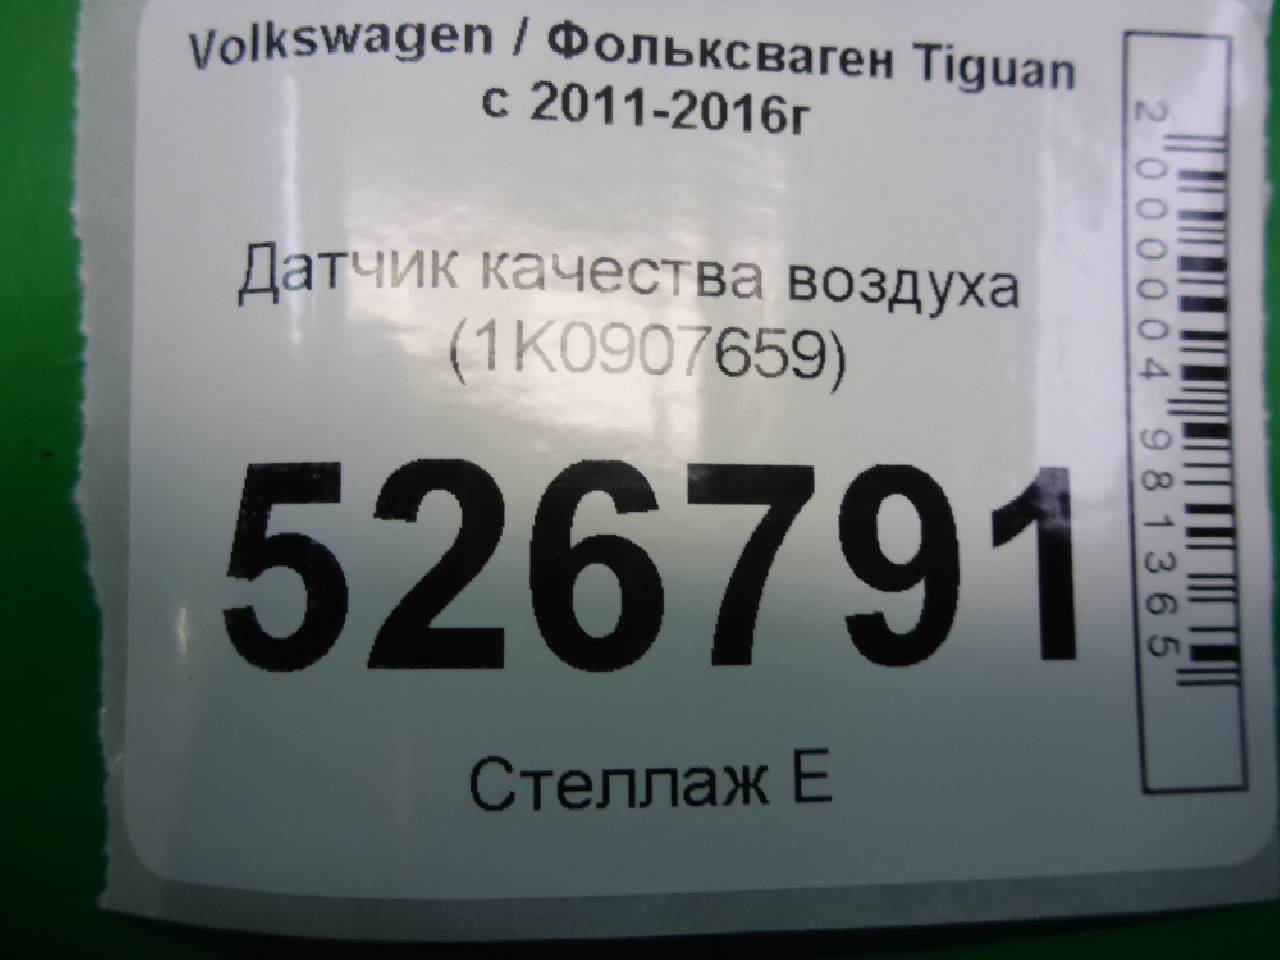 Volkswagen / Фольксваген Tiguan
с 2011-2016г
Датчик качества воздуха
(1K0907659)
526791
Стеллаж Е
2000004981365